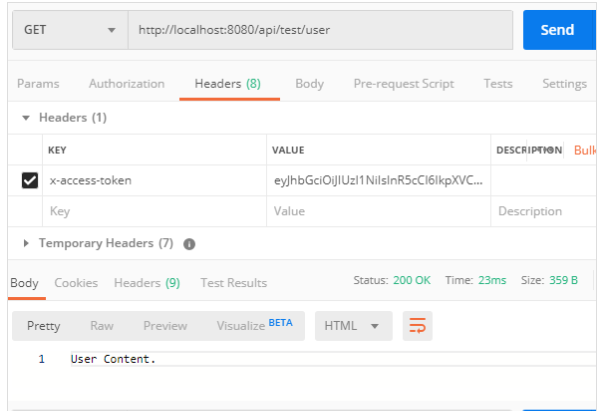 GET http://localhost:8080/api/test/user Send
Params Authorization Headers (8) Body Pre-request Script Tests Settings
Headers (1)
KEY VALUE DESCRIPTION Bulk
x-access-token eyJhbGciOiJIUzI1NiIsInR5cCI6IkpXVC...
Key Value Description
Temporary Headers (7)
Body Cookies Headers (9) Test Results Status: 200 OK Time: 23ms Size: 359 B
Pretty Raw Preview Visualize BETA HTML
1 User Content.